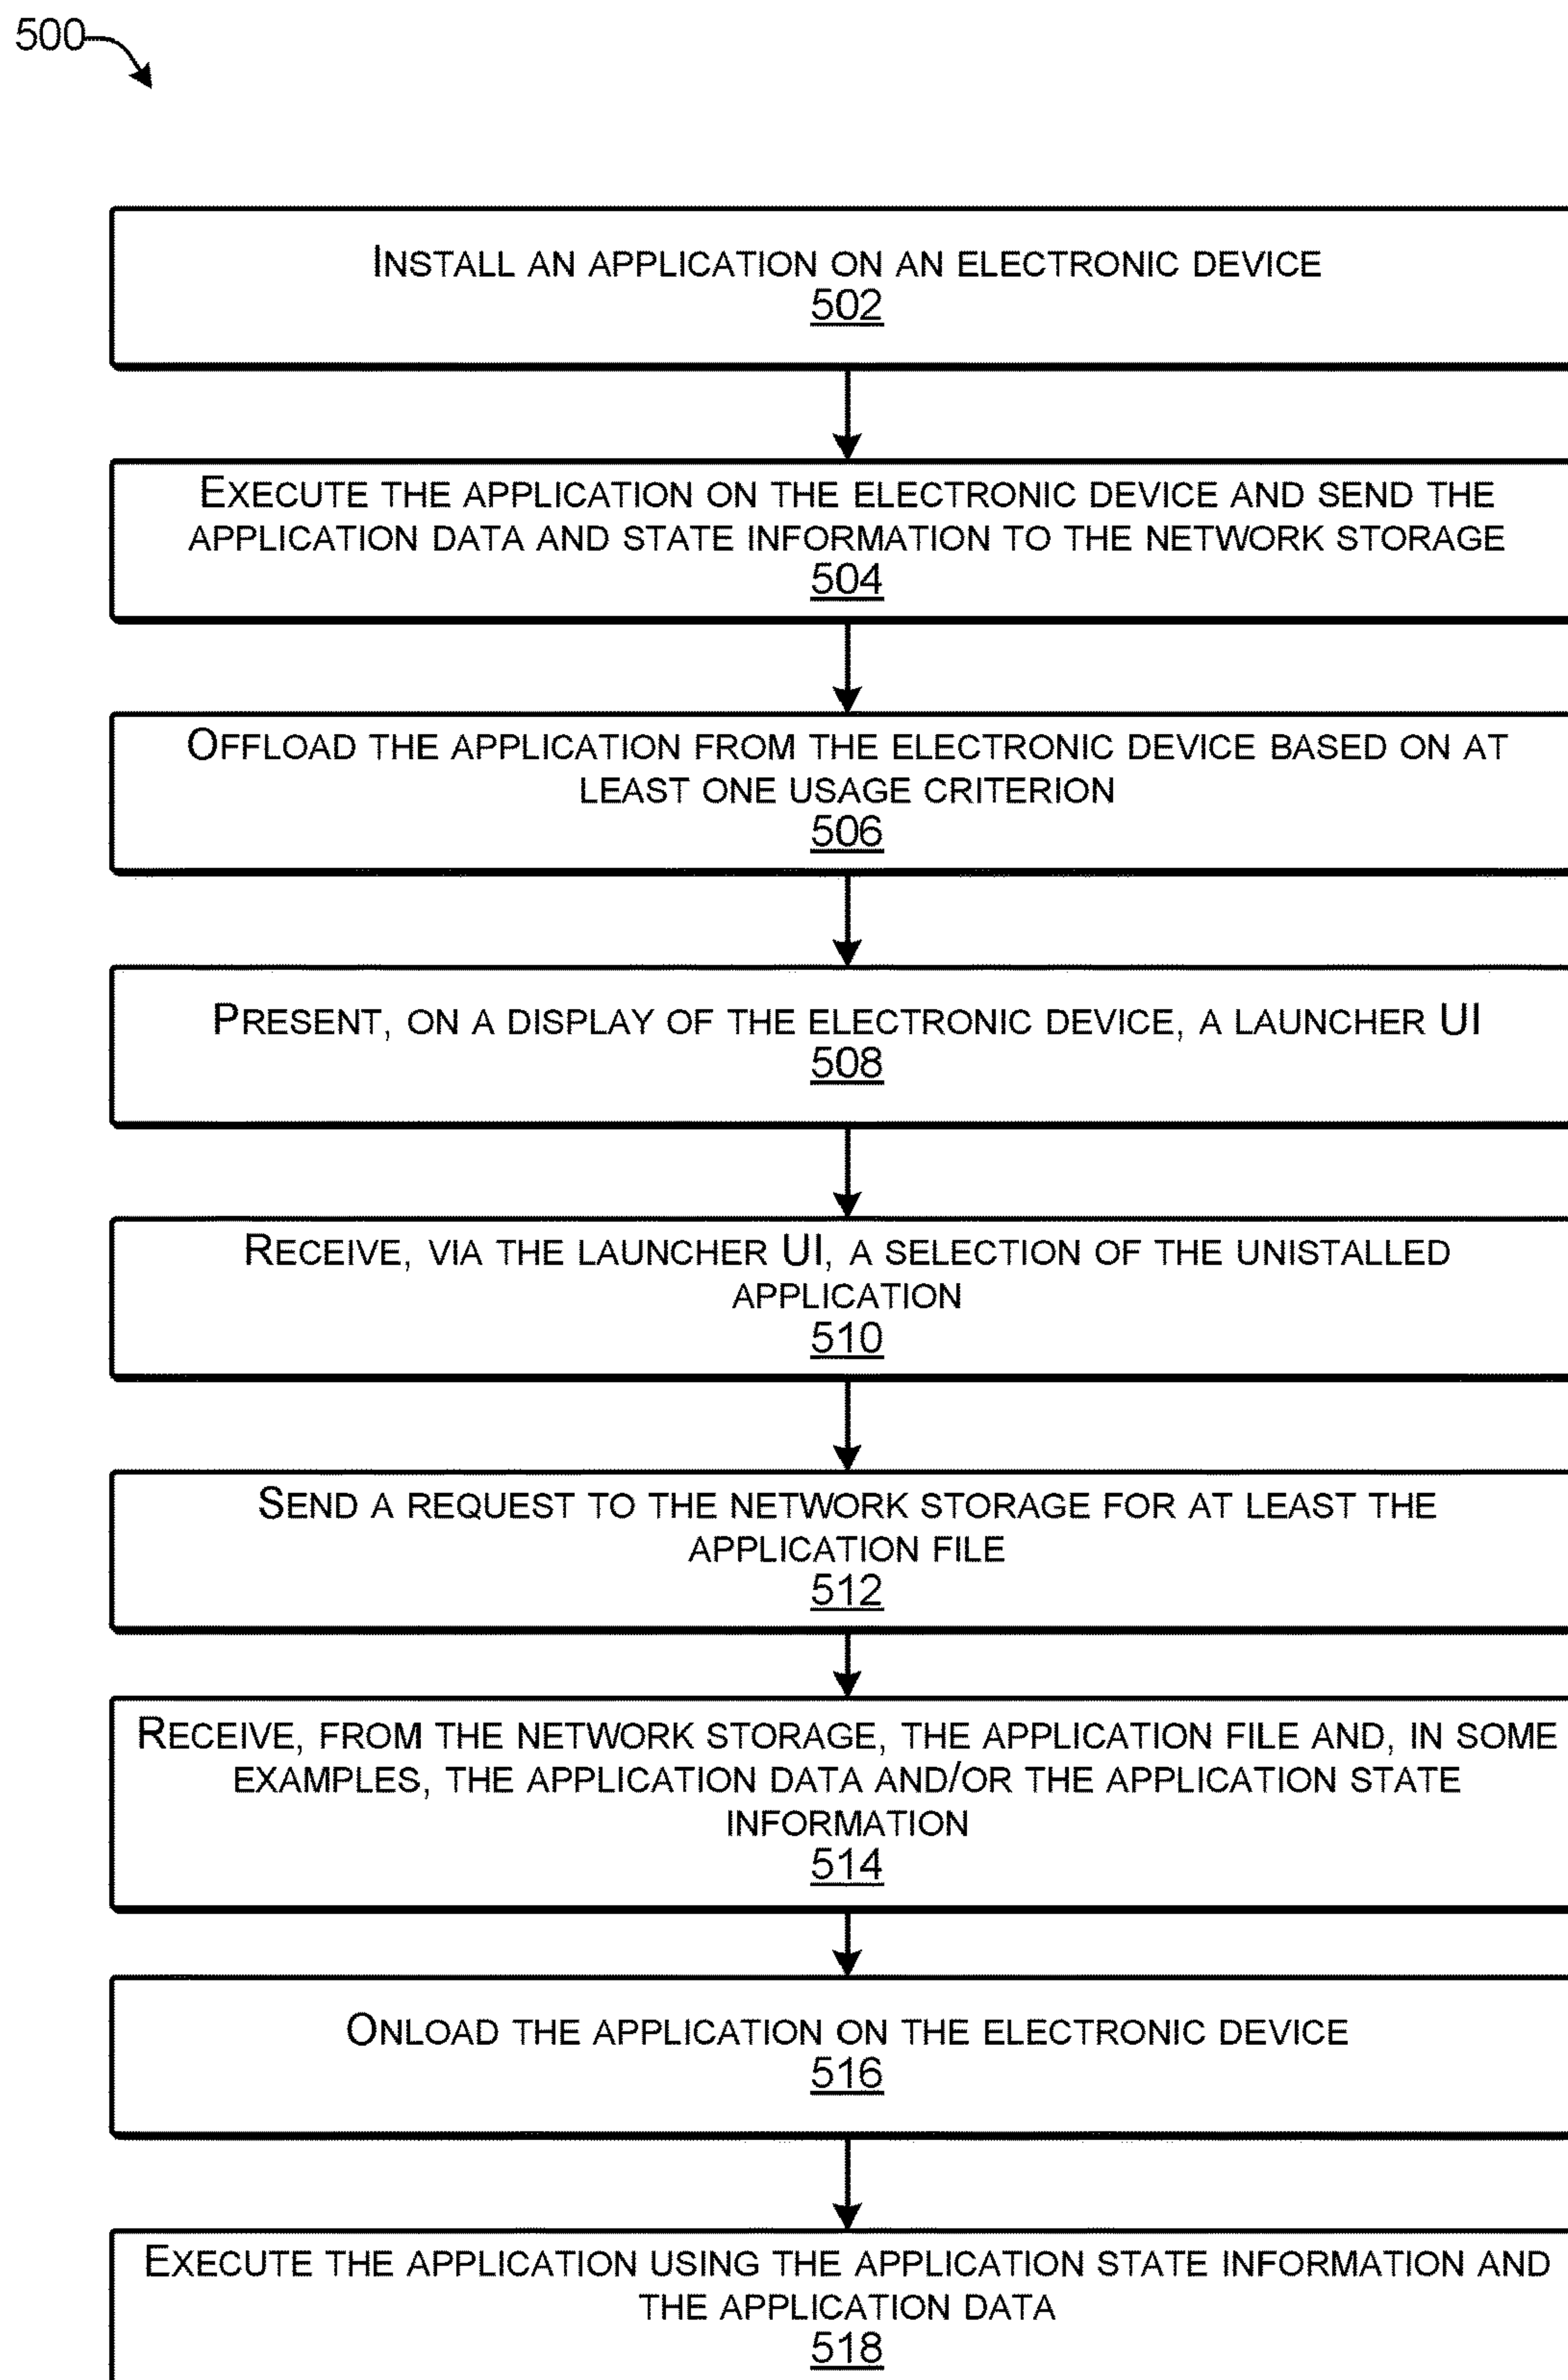 500
INSTALL AN APPLICATION ON AN ELECTRONIC DEVICE
502
EXECUTE THE APPLICATION ON THE ELECTRONIC DEVICE AND SEND THE
APPLICATION DATA AND STATE INFORMATION TO THE NETWORK STORAGE
504
OFFLOAD THE APPLICATION FROM THE ELECTRONIC DEVICE BASED ON AT
LEAST ONE USAGE CRITERION
506
PRESENT, ON A DISPLAY OF THE ELECTRONIC DEVICE, A LAUNCHER UI
508
RECEIVE, VIA THE LAUNCHER UI, A SELECTION OF THE UNISTALLED
APPLICATION
510
SEND A REQUEST TO THE NETWORK STORAGE FOR AT LEAST THE
APPLICATION FILE
512
RECEIVE, FROM THE NETWORK STORAGE, THE APPLICATION FILE AND, IN SOME
EXAMPLES, THE APPLICATION DATA AND/OR THE APPLICATION STATE
INFORMATION
514
ONLOAD THE APPLICATION ON THE ELECTRONIC DEVICE
516
EXECUTE THE APPLICATION USING THE APPLICATION STATE INFORMATION AND
THE APPLICATION DATA
518